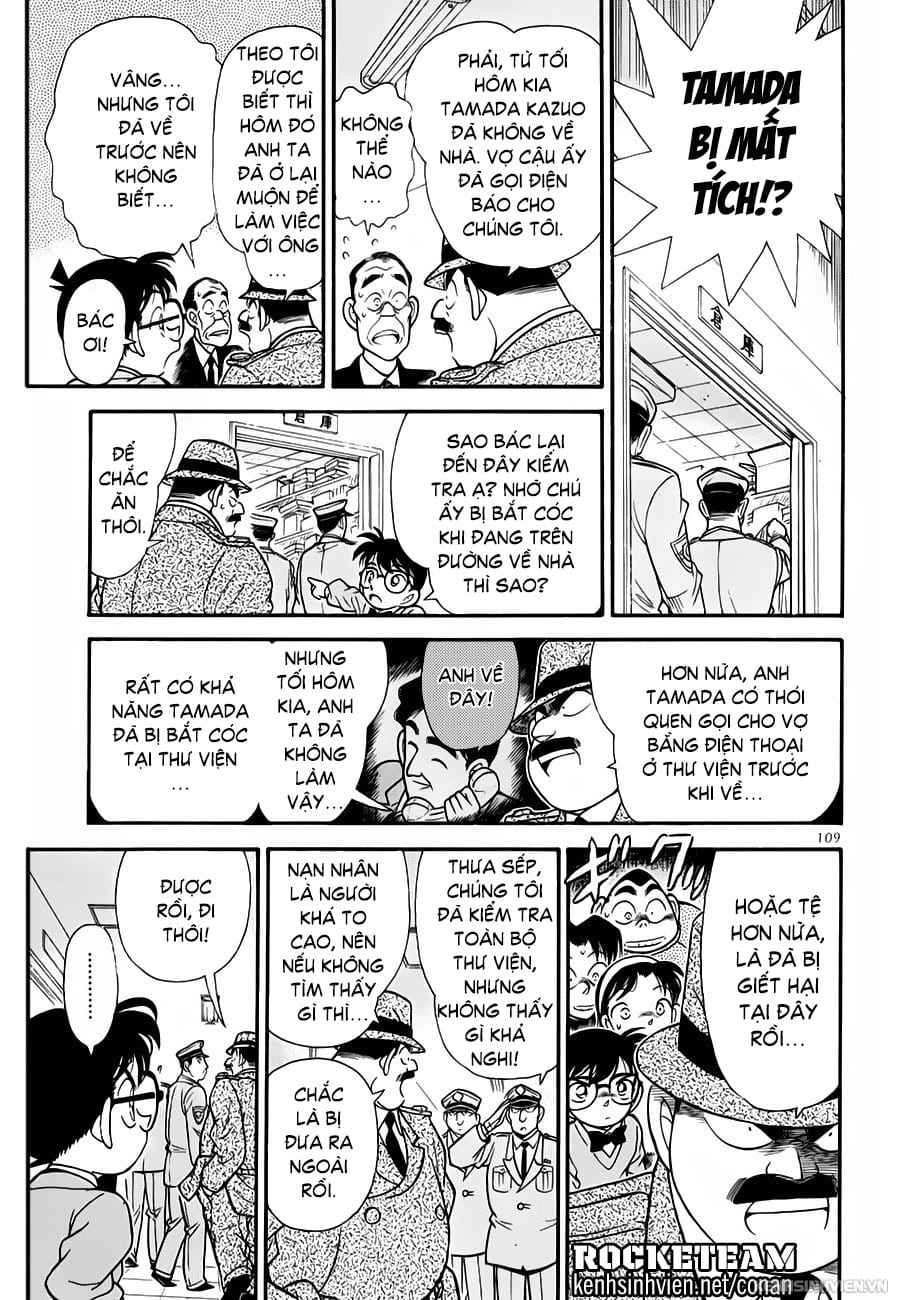 TAMADA
BỊ MẤT
TÍCH!?
倉庫
PHẢI, TỪ TỐI
HÔM KIA
TAMADA KAZUO
ĐÃ KHÔNG VỀ
NHÀ. VỢ CẬU ẤY
ĐÃ GỌI ĐIỆN
BÁO CHO
CHÚNG TÔI.
KHÔNG
THỂ
NÀO
...
THEO TÔI
ĐƯỢC
BIẾT THÌ
HÔM ĐÓ
ANH TA
ĐÃ Ở LẠI
MUỘN ĐỂ
LÀM VIỆC
VỚI ÔNG
...
VÂNG...
NHƯNG TÔI
ĐÃ VỀ
TRƯỚC NÊN
KHÔNG
BIẾT...
BÁC
ƠI!
倉庫
SAO BÁC LẠI
ĐẾN ĐÂY KIỂM
TRA Ạ? NHỠ CHÚ
ẤY BỊ BẮT CÓC
KHI ĐANG TRÊN
ĐƯỜNG VỀ NHÀ
THÌ SAO?
ĐỂ
CHẮC
ĂN
THÔI.
HƠN NỮA, ANH
TAMADA CÓ THÓI
QUEN GỌI CHO VỢ
BẰNG ĐIỆN THOẠI
Ở THƯ VIỆN TRƯỚC
KHI VỀ...
ANH VỀ
ĐÂY!
NHƯNG
TỐI HÔM
KIA, ANH
TA ĐÃ
KHÔNG
LÀM
VẬY...
RẤT CÓ KHẢ
NĂNG TAMADA
ĐÃ BỊ BẮT CÓC
TẠI THƯ VIỆN
...
109
HOẶC TỆ
HƠN NỮA,
LÀ ĐÃ BỊ
GIẾT HẠI
TẠI ĐÂY
RỒI...
ギク
THƯA SẾP,
CHÚNG TÔI
ĐÃ KIỂM TRA
TOÀN BỘ
THƯ VIỆN,
NHƯNG
KHÔNG THẤY
GÌ KHẢ
NGHI!
NẠN NHÂN
LÀ NGƯỜI
KHÁ TO
CAO, NÊN
NẾU KHÔNG
TÌM THẤY
GÌ THÌ...
CHẮC
LÀ BỊ
ĐƯA RA
NGOÀI
RỒI.
ĐƯỢC
RỒI, ĐI
THÔI!
.........
ROCKETEAM
kenhsinhvien.net/conan